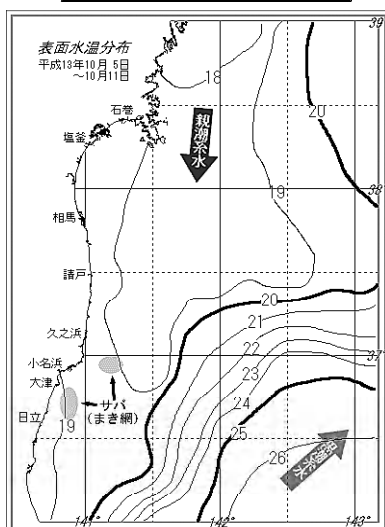 表面水温分布
平成13年10月 5日
～10月11日
39
18
20
石巻
塩釜
親潮系水
19
38
相馬
請戸
20
21
久之浜
22
37
小名浜
23
大津
24
サバ
(まき網)
日立
25
19
26
黒潮系水
141°
142°
143°